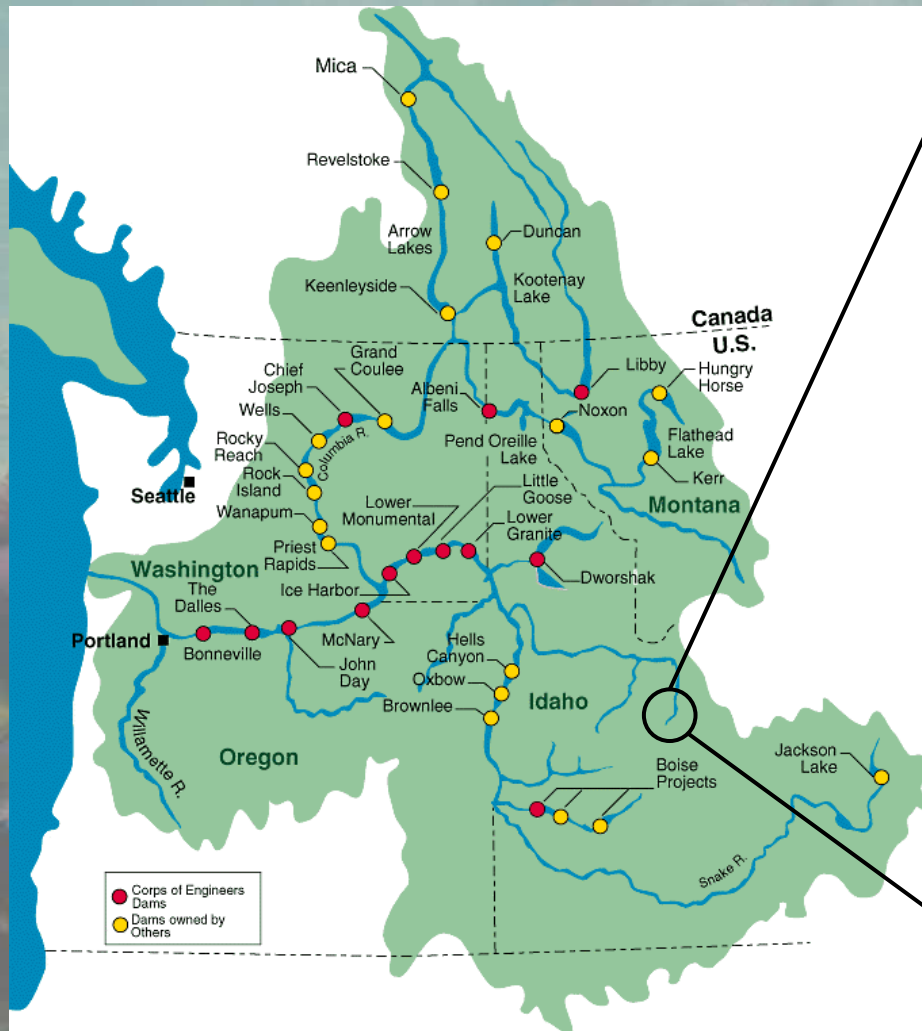 Mica
Revelstoke
Arrow
Lakes
Duncan
Keenleyside
Kootenay
Lake
Canada
U.S.
Grand
Coulee
Chief
Joseph
Albeni
Falls
Libby
Hungry
Horse
Wells
Noxon
Columbia R.
Rocky
Reach
Pend Oreille
Lake
Flathead
Lake
Rock
Island
Kerr
Seattle
Little
Goose
Lower
Monumental
Wanapum
Lower
Granite
Montana
Priest
Rapids
Washington
Ice Harbor
Dworshak
The
Dalles
Portland
Bonneville
McNary
John
Day
Hells
Canyon
Oxbow
Idaho
Brownlee
Willamette R.
Oregon
Boise
Projects
Jackson
Lake
Snake R.
Corps of Engineers
Dams
Dams owned by
Others